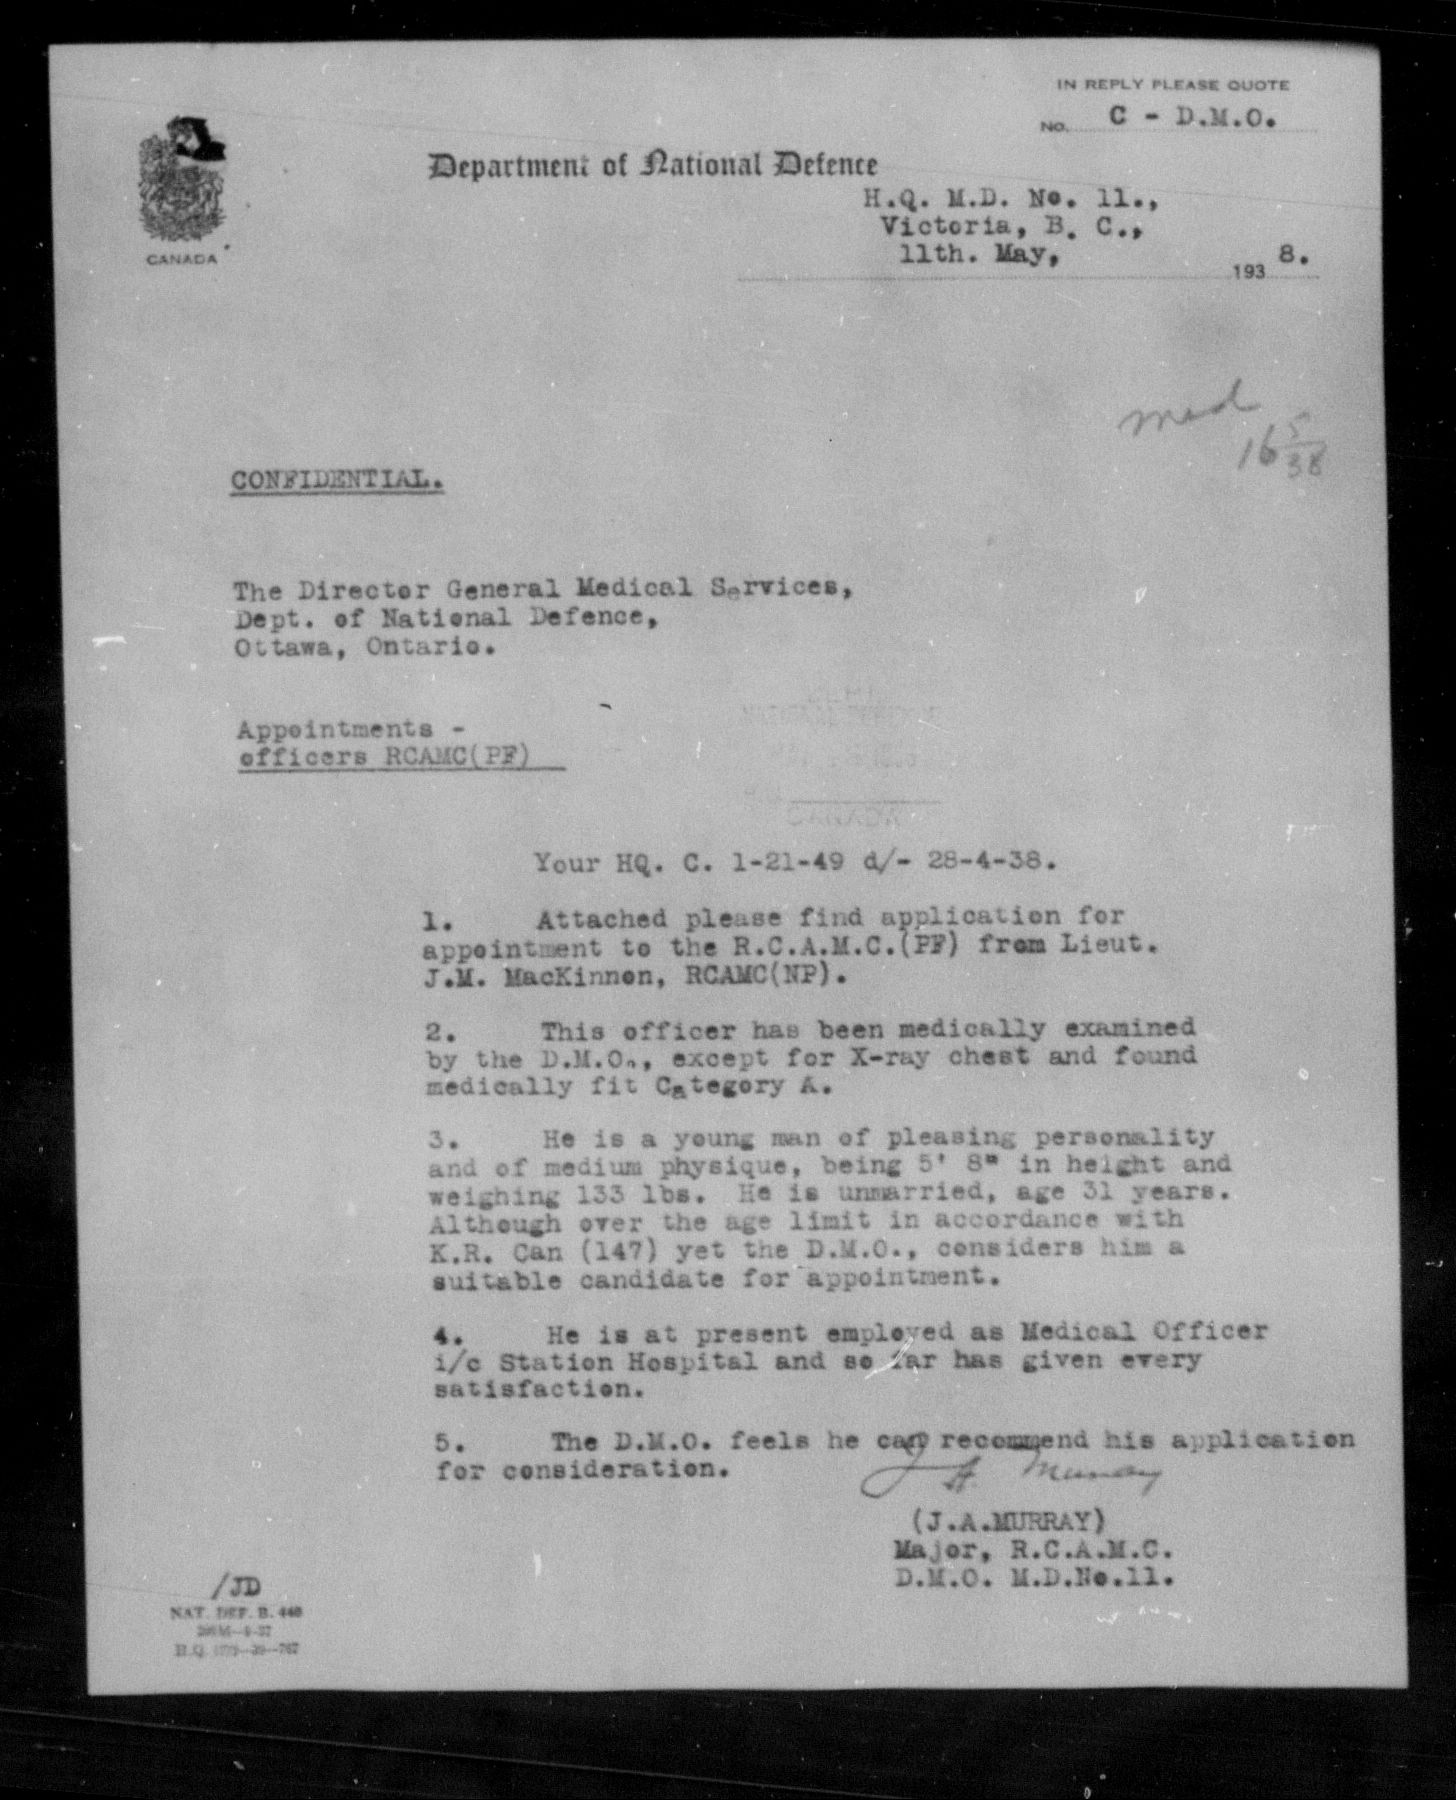 IN REPLY PLEASE QUOTE
No. C - D.M.O.
CANADA
Department of National Defence
H.Q. M.D. No. 11.,
Victoria, B. C.,
11th. May, 1938.
med
16 5/38
CONFIDENTIAL.
The Director General Medical Services,
Dept. of National Defence,
Ottawa, Ontario.
Appointments -
officers RCAMC(PF)
CANADA
Your HQ. C. 1-21-49 d/- 28-4-38.
1. Attached please find application for
appointment to the R.C.A.M.C.(PF) from Lieut.
J.M. MacKinnon, RCAMC(NP).
2. This officer has been medically examined
by the D.M.O., except for X-ray chest and found
medically fit Category A.
3. He is a young man of pleasing personality
and of medium physique, being 5' 8" in height and
weighing 133 lbs. He is unmarried, age 31 years.
Although over the age limit in accordance with
K.R. Can (147) yet the D.M.O., considers him a
suitable candidate for appointment.
4. He is at present employed as Medical Officer
i/c Station Hospital and so far has given every
satisfaction.
5. The D.M.O. feels he can recommend his application
for consideration.
J A Murray
(J.A.MURRAY)
Major, R.C.A.M.C.
D.M.O. M.D.No.11.
/JD
NAT. DEF. B. 448
H.Q. 1772-39-767